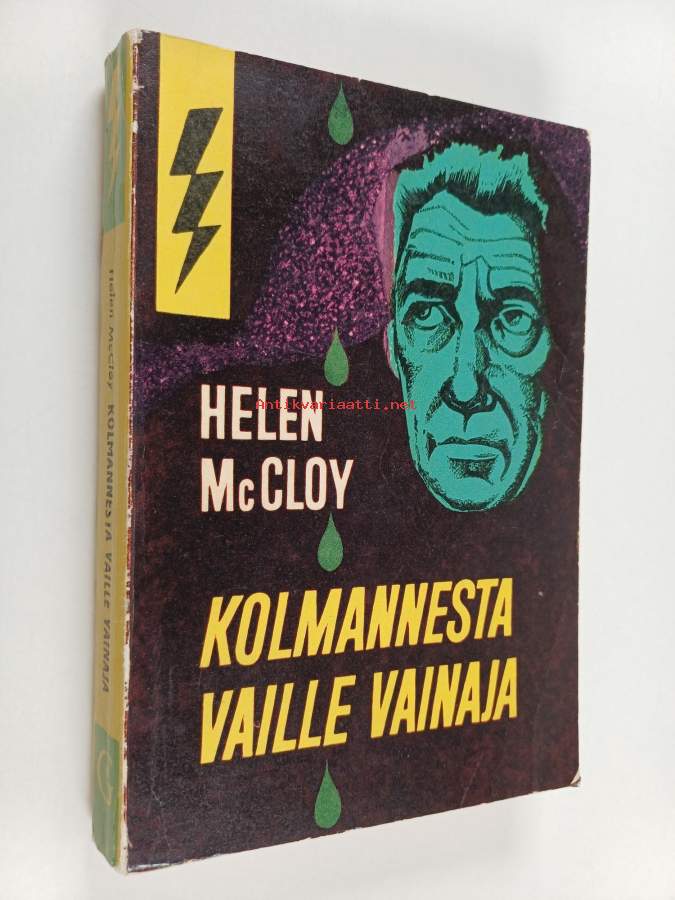 HELEN
McCLOY
KOLMANNESTA
VAILLE VAINAJA
Helen McCloy KOLMANNESTA VAILLE VAINAJA
G
Antikvariaatti.net